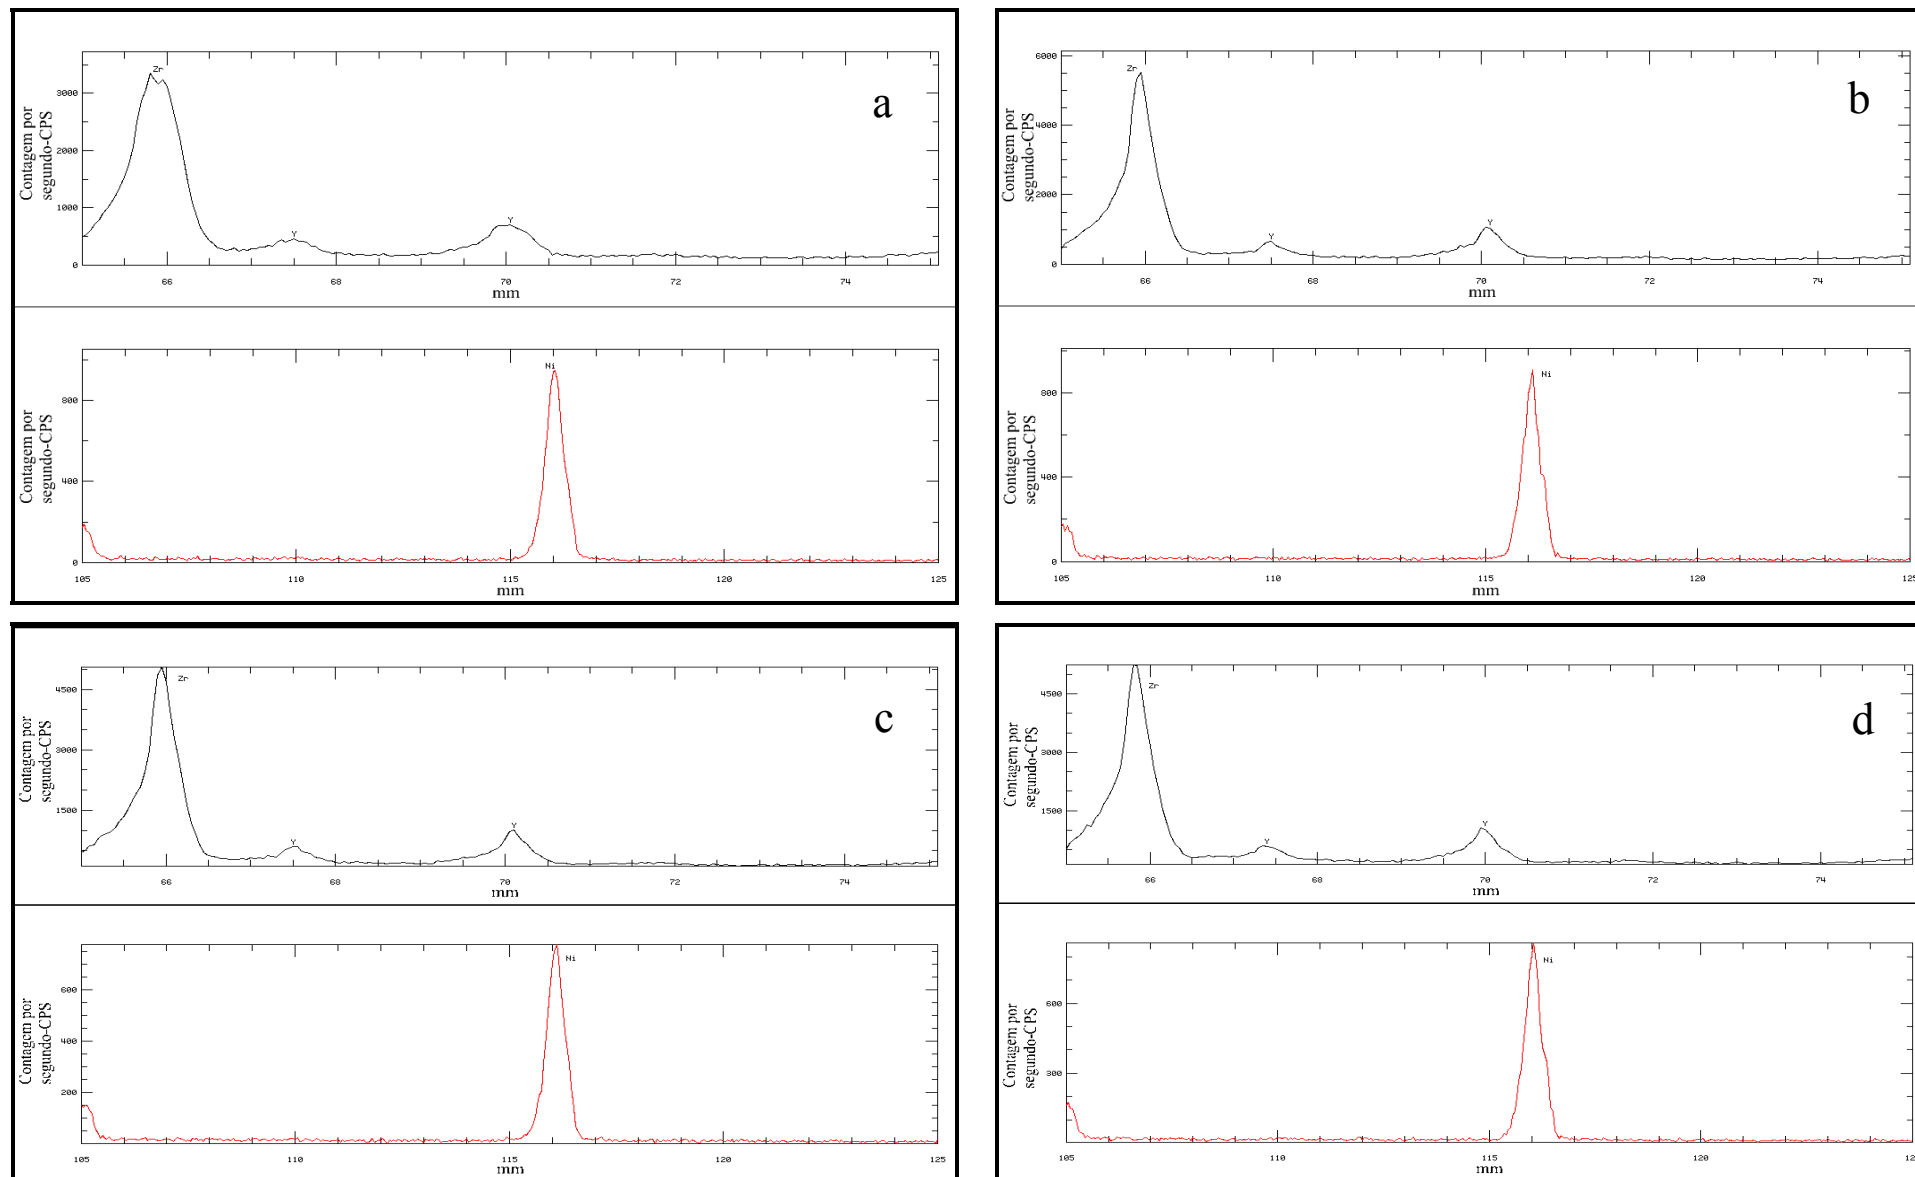 Zr
3000
2000
1000
0
Y
Y
66
68
70
72
74
mm
Contagem por
segundo-CPS
a
Ni
800
400
0
105
110
115
120
125
mm
Contagem por
segundo-CPS
Zr
6000
4000
2000
0
Y
Y
66
68
70
72
74
mm
Contagem por
segundo-CPS
b
Ni
800
400
0
105
110
115
120
125
mm
Contagem por
segundo-CPS
Zr
4500
3000
1500
Y
Y
66
68
70
72
74
mm
Contagem por
segundo-CPS
c
Ni
600
400
200
105
110
115
120
125
mm
Contagem por
segundo-CPS
Zr
4500
3000
1500
Y
Y
66
68
70
72
74
mm
Contagem por
segundo-CPS
d
Ni
600
300
105
110
115
120
12
mm
Contagem por
segundo-CPS